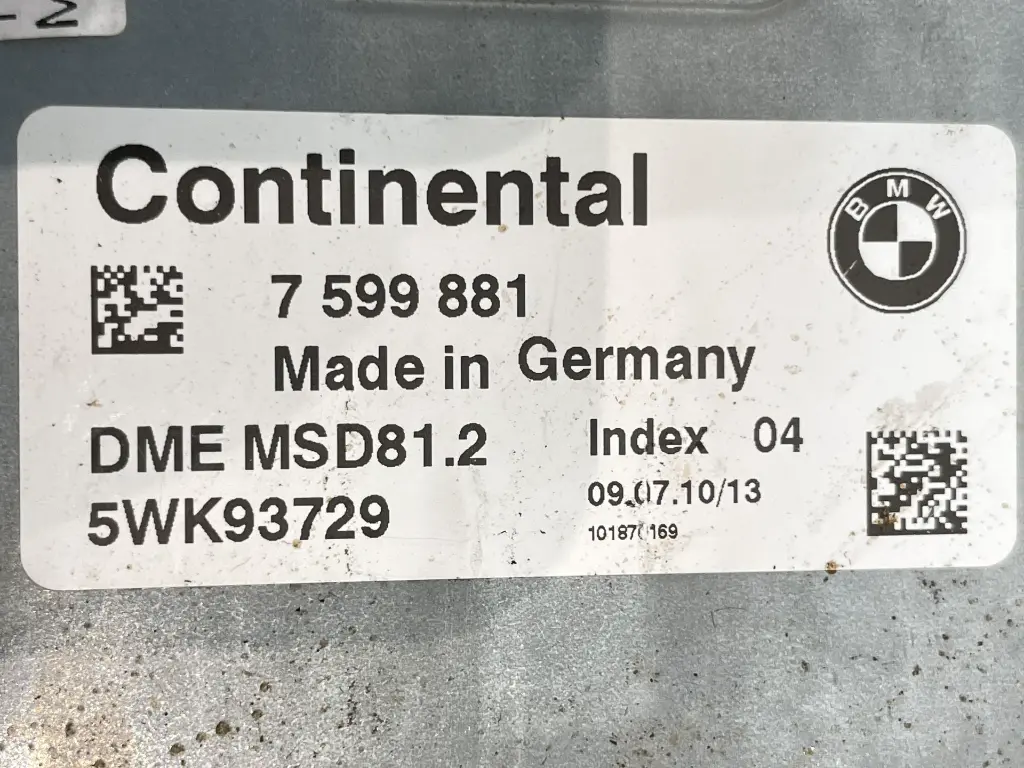 Continental
BMW
7 599 881
Made in Germany
DME MSD81.2
Index 04
5WK93729
09.07.10/13